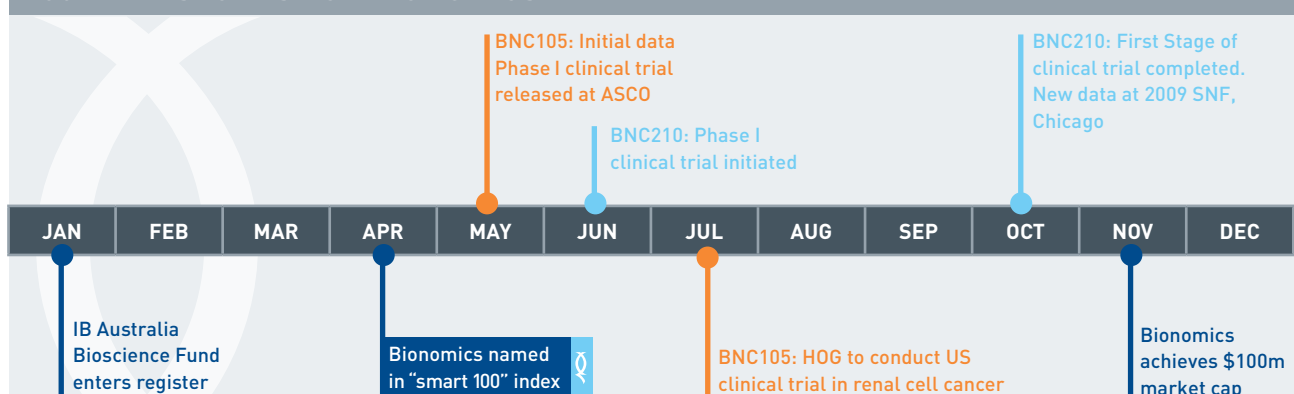 BNC105: Initial data
Phase I clinical trial
released at ASCO
BNC210: First Stage of
clinical trial completed.
New data at 2009 SNF,
Chicago
BNC210: Phase I
clinical trial initiated
JAN FEB MAR APR MAY JUN JUL AUG SEP OCT NOV DEC
IB Australia
Bioscience Fund
enters register
Bionomics named
in “smart 100” index
BNC105: HOG to conduct US
clinical trial in renal cell cancer
Bionomics
achieves $100m
market cap